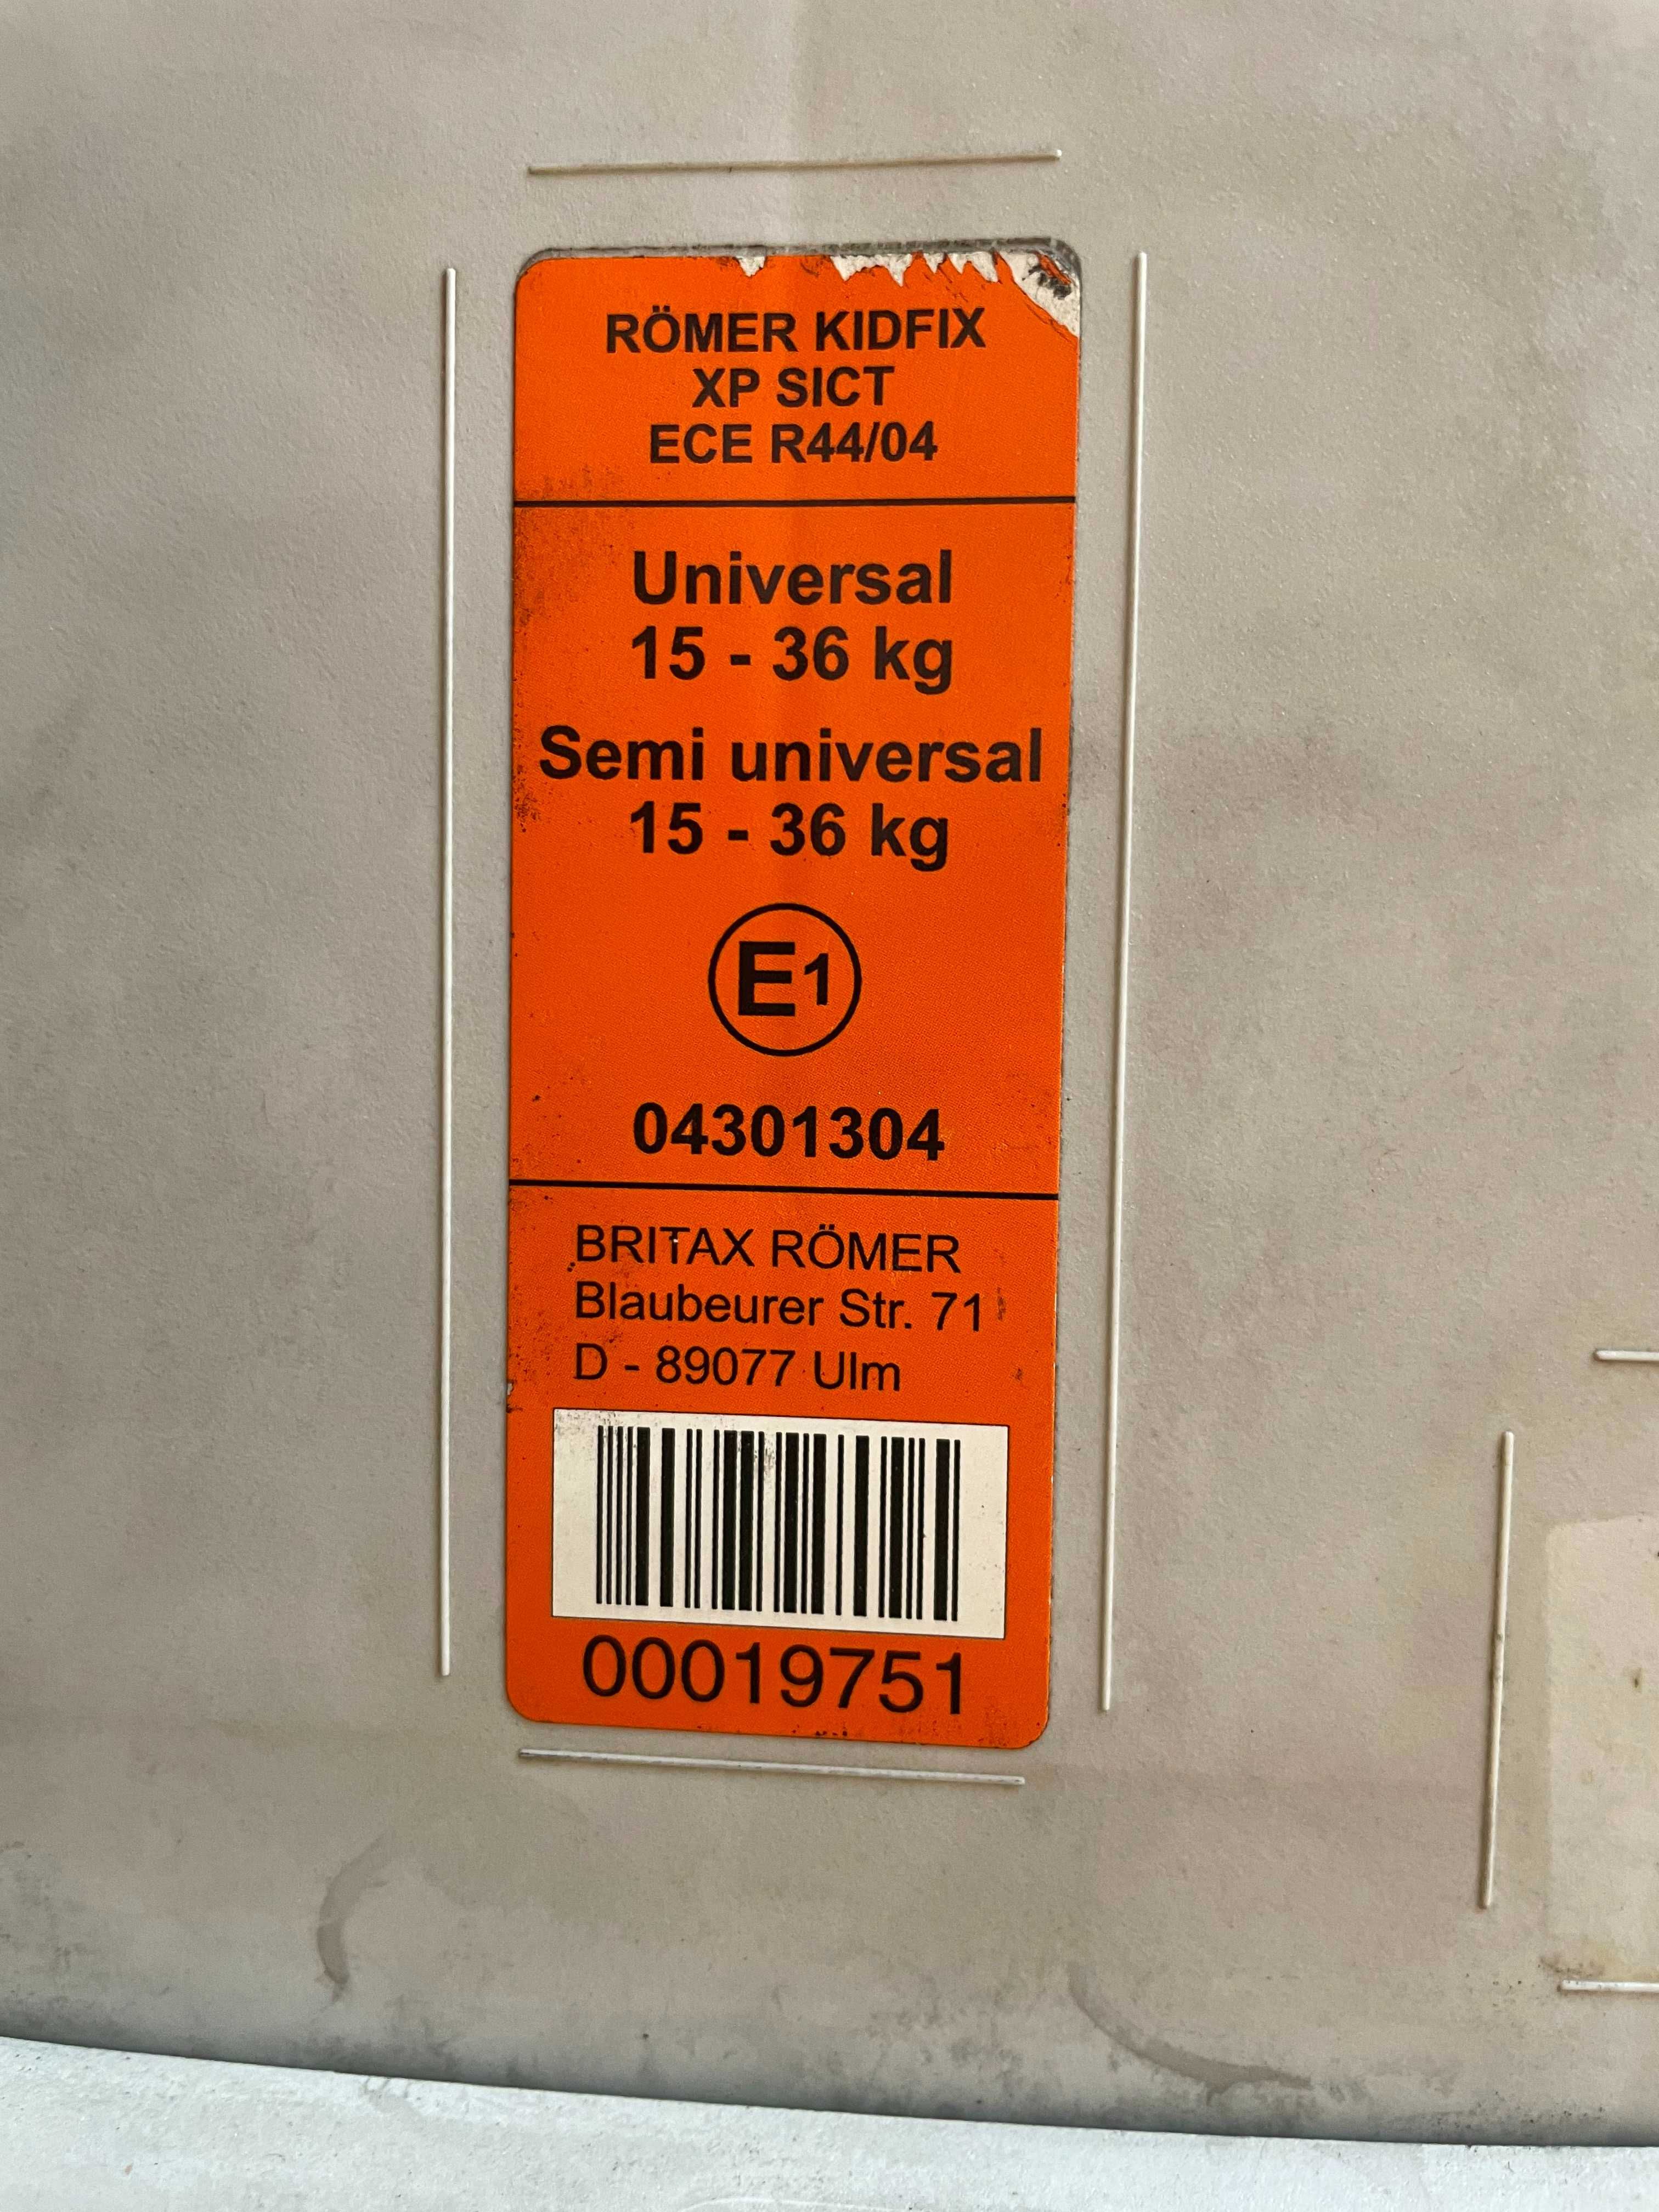 RÖMER KIDFIX
XP SICT
ECE R44/04
Universal
15 - 36 kg
Semi universal
15 - 36 kg
E1
04301304
BRITAX RÖMER
Blaubeurer Str. 71
D - 89077 Ulm
00019751